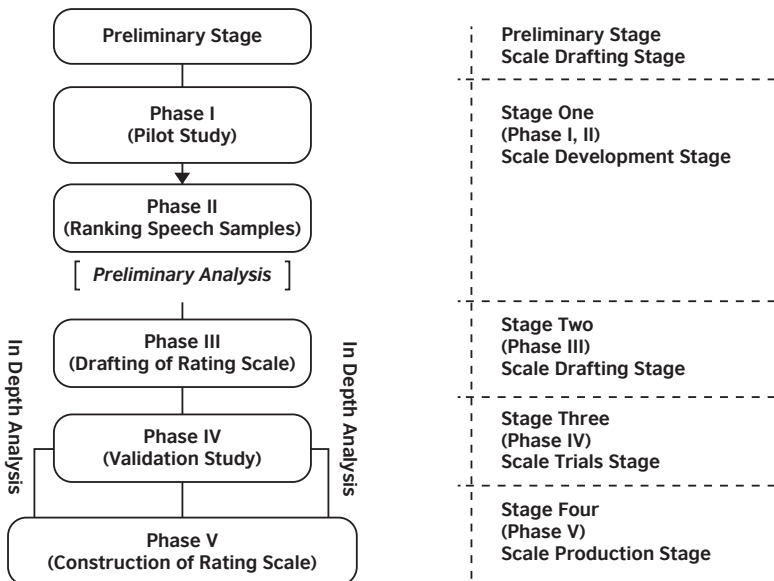 Preliminary Stage
Phase I
(Pilot Study)
Phase II
(Ranking Speech Samples)
[ Preliminary Analysis ]
Phase III
(Drafting of Rating Scale)
In Depth Analysis
In Depth Analysis
Phase IV
(Validation Study)
Phase V
(Construction of Rating Scale)
Preliminary Stage
Scale Drafting Stage
Stage One
(Phase I, II)
Scale Development Stage
Stage Two
(Phase III)
Scale Drafting Stage
Stage Three
(Phase IV)
Scale Trials Stage
Stage Four
(Phase V)
Scale Production Stage